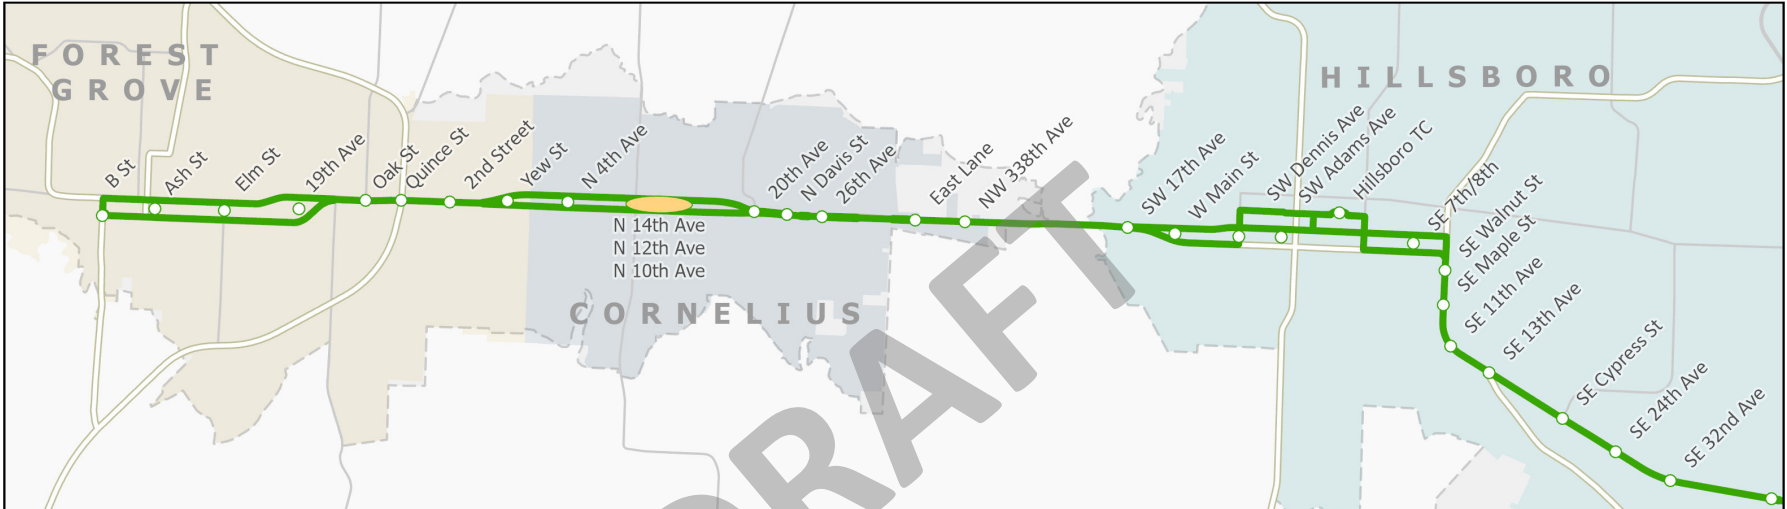 FOREST
GROVE
HILLSBORO
CORNELIUS
B St
Ash St
Elm St
19th Ave
Oak St
Quince St
2nd Street
Yew St
N 4th Ave
N 14th Ave
N 12th Ave
N 10th Ave
20th Ave
N Davis St
26th Ave
East Lane
NW 338th Ave
SW 17th Ave
W Main St
SW Dennis Ave
SW Adams Ave
Hillsboro TC
SE 7th/8th
SE Walnut St
SE Maple St
SE 11th Ave
SE 13th Ave
SE Cypress St
SE 24th Ave
SE 32nd Ave
DRAFT